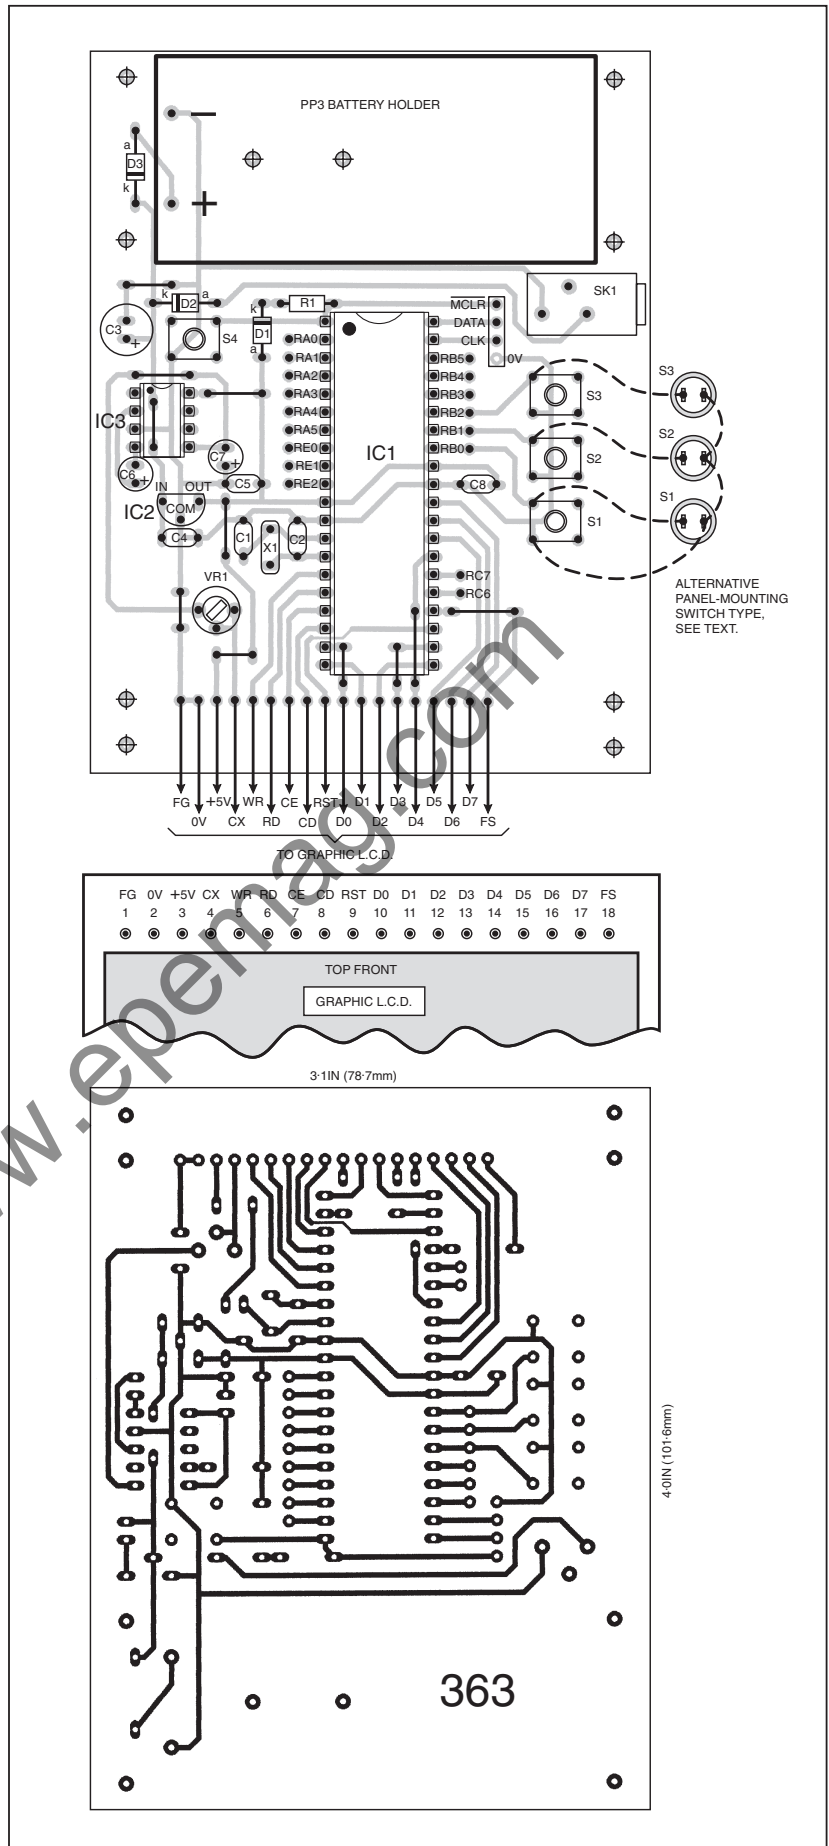 PP3 BATTERY HOLDER
a
D3
k
k
D2
a
R1
MCLR
SK1
C3
+
S4
k
D1
a
DATA
CLK
0V
RA0
RA1
RA2
RA3
RA4
RA5
RE0
RE1
RE2
RB5
RB4
RB3
RB2
RB1
RB0
IC3
IC1
S3
S3
S2
S2
S1
S1
C7
+
C6
+
C5
C8
IN
OUT
COM
IC2
C4
C1
X1
C2
VR1
RC7
RC6
ALTERNATIVE
PANEL-MOUNTING
SWITCH TYPE,
SEE TEXT.
FG +5V WR CE RST D1 D3 D5 D7
0V CX RD CD D0 D2 D4 D6 FS
TO GRAPHIC L.C.D.
FG 0V +5V CX WR RD CE CD RST D0 D1 D2 D3 D4 D5 D6 D7 FS
1 2 3 4 5 6 7 8 9 10 11 12 13 14 15 16 17 18
TOP FRONT
GRAPHIC L.C.D.
3·1IN (78·7mm)
4·0IN (101·6mm)
363
w.epemag.com